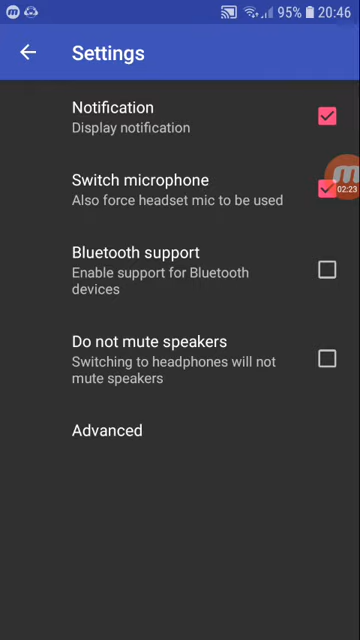 95% 20:46
Settings
Notification
Display notification
Switch microphone
Also force headset mic to be used
02:23
Bluetooth support
Enable support for Bluetooth
devices
Do not mute speakers
Switching to headphones will not
mute speakers
Advanced